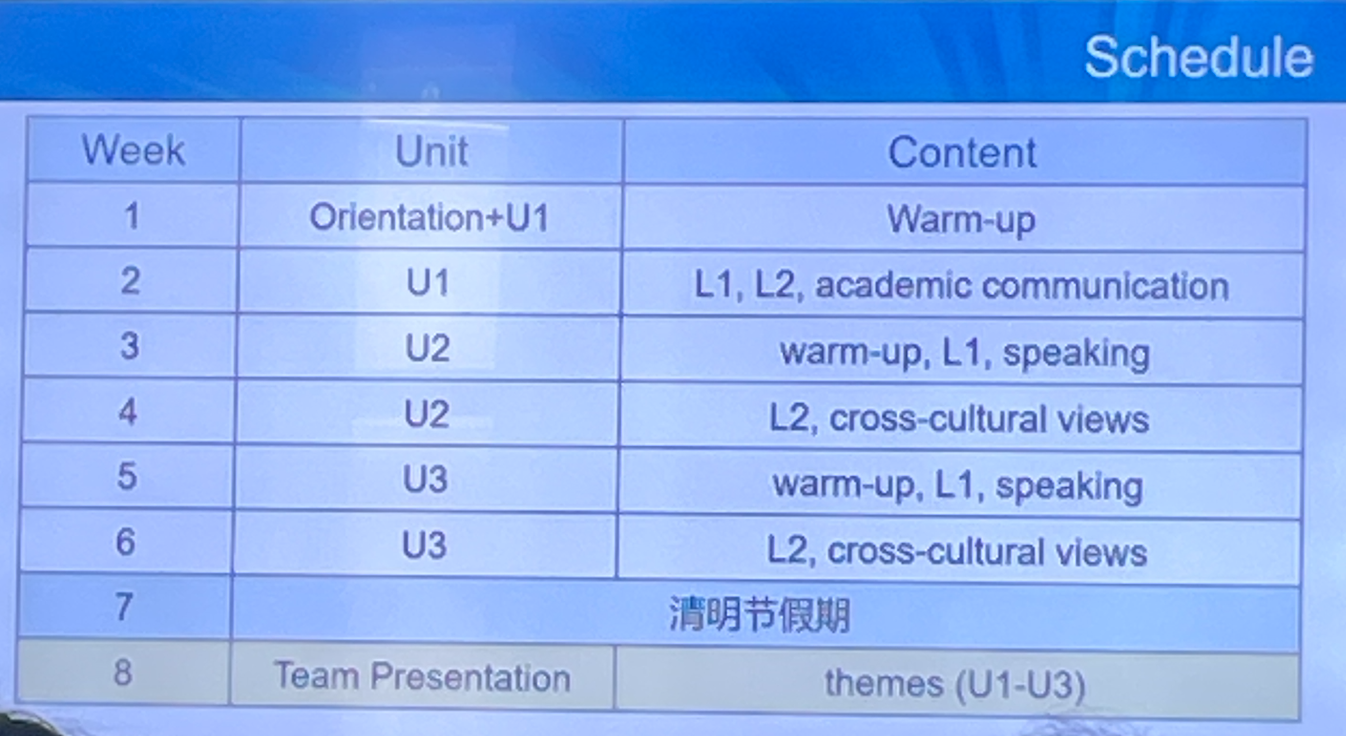 Schedule
Week Unit Content
1 Orientation+U1 Warm-up
2 U1 L1, L2, academic communication
3 U2 warm-up, L1, speaking
4 U2 L2, cross-cultural views
5 U3 warm-up, L1, speaking
6 U3 L2, cross-cultural views
7 清明节假期
8 Team Presentation themes (U1-U3)